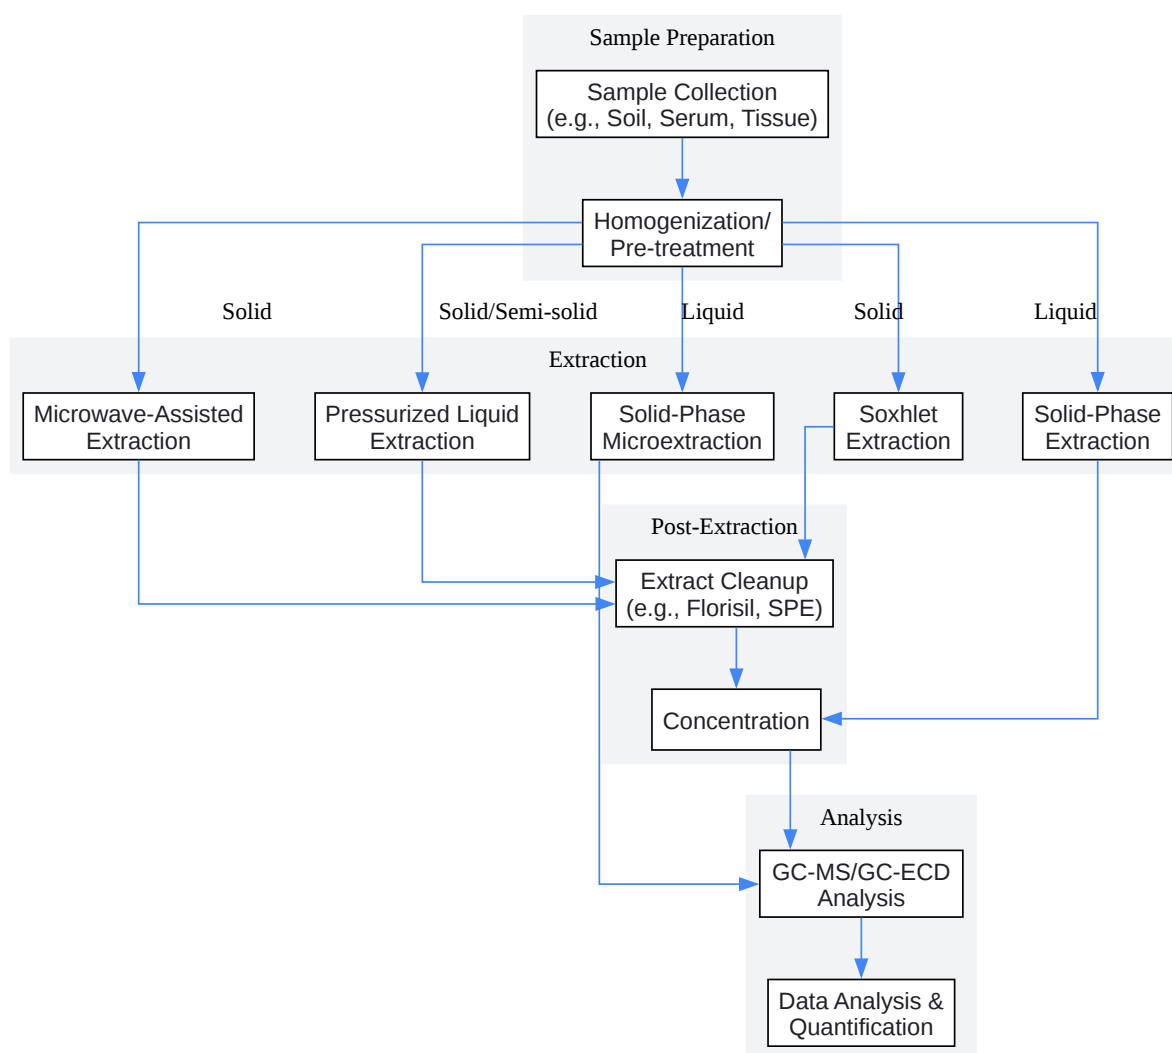 Sample Preparation
Sample Collection
(e.g., Soil, Serum, Tissue)
Homogenization/
Pre-treatment
Solid
Solid/Semi-solid
Liquid
Solid
Liquid
Extraction
Microwave-Assisted
Extraction
Pressurized Liquid
Extraction
Solid-Phase
Microextraction
Soxhlet
Extraction
Solid-Phase
Extraction
Post-Extraction
Extract Cleanup
(e.g., Florisil, SPE)
Concentration
Analysis
GC-MS/GC-ECD
Analysis
Data Analysis &
Quantification